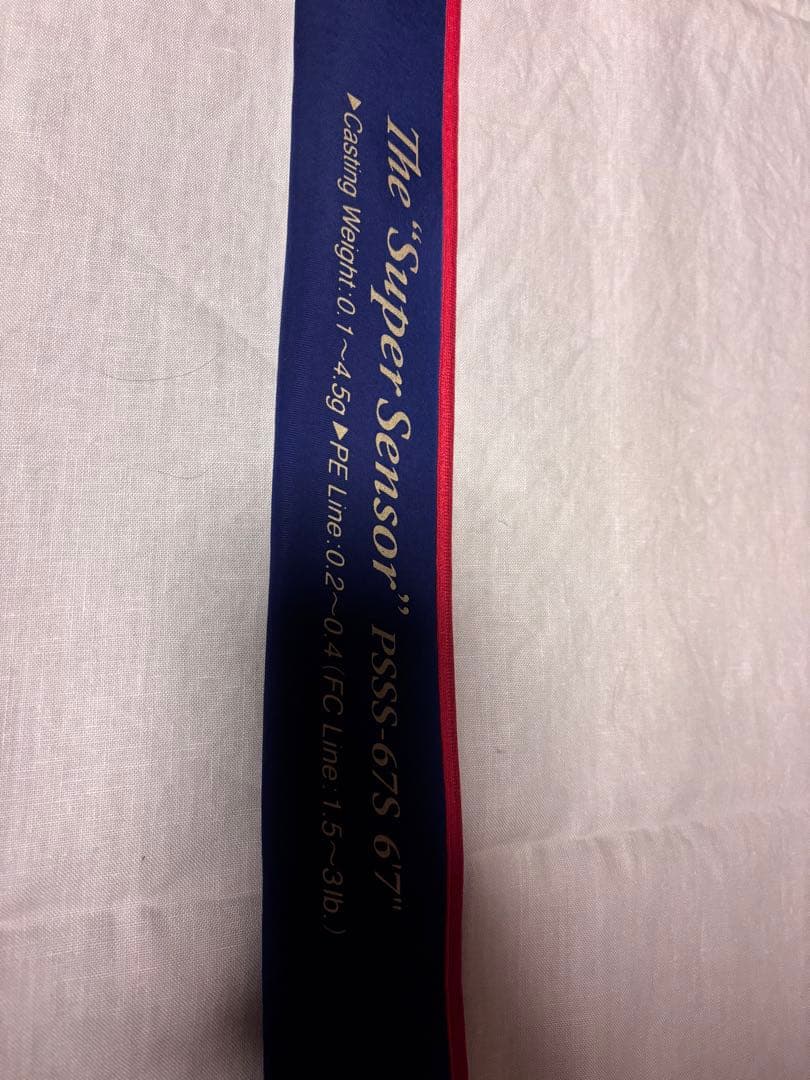 The “Super Sensor” PSSS-67S 6'7"
▶Casting Weight:0.1～4.5g ▶PE Line:0.2～0.4(FC Line:1.5～3lb.)